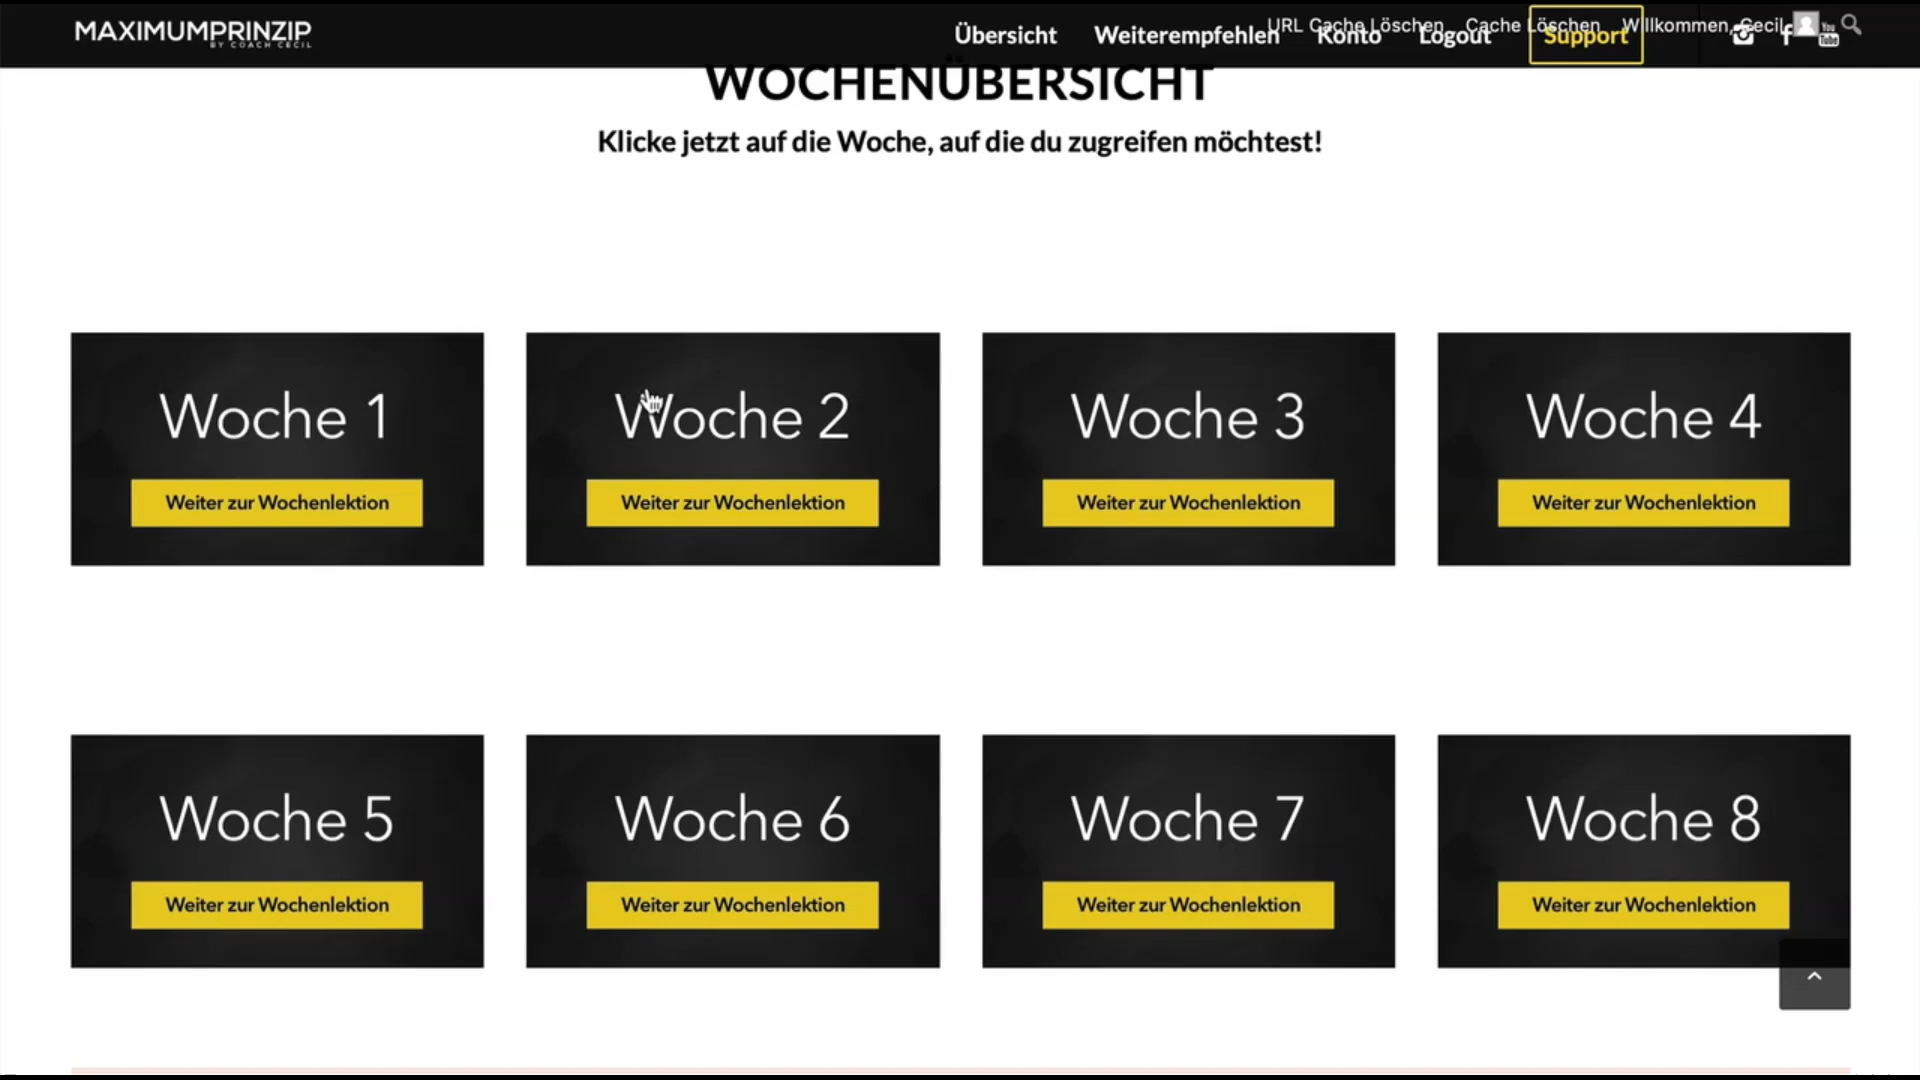 MAXIMUMPRINZIP
BY COACH CECIL
Übersicht Weiterempfehlen Konto Logout Support
URL Cache Löschen Cache Löschen Willkommen, Cecil
You
Tube
WOCHENÜBERSICHT
Klicke jetzt auf die Woche, auf die du zugreifen möchtest!
Woche 1
Weiter zur Wochenlektion
Woche 2
Weiter zur Wochenlektion
Woche 3
Weiter zur Wochenlektion
Woche 4
Weiter zur Wochenlektion
Woche 5
Weiter zur Wochenlektion
Woche 6
Weiter zur Wochenlektion
Woche 7
Weiter zur Wochenlektion
Woche 8
Weiter zur Wochenlektion